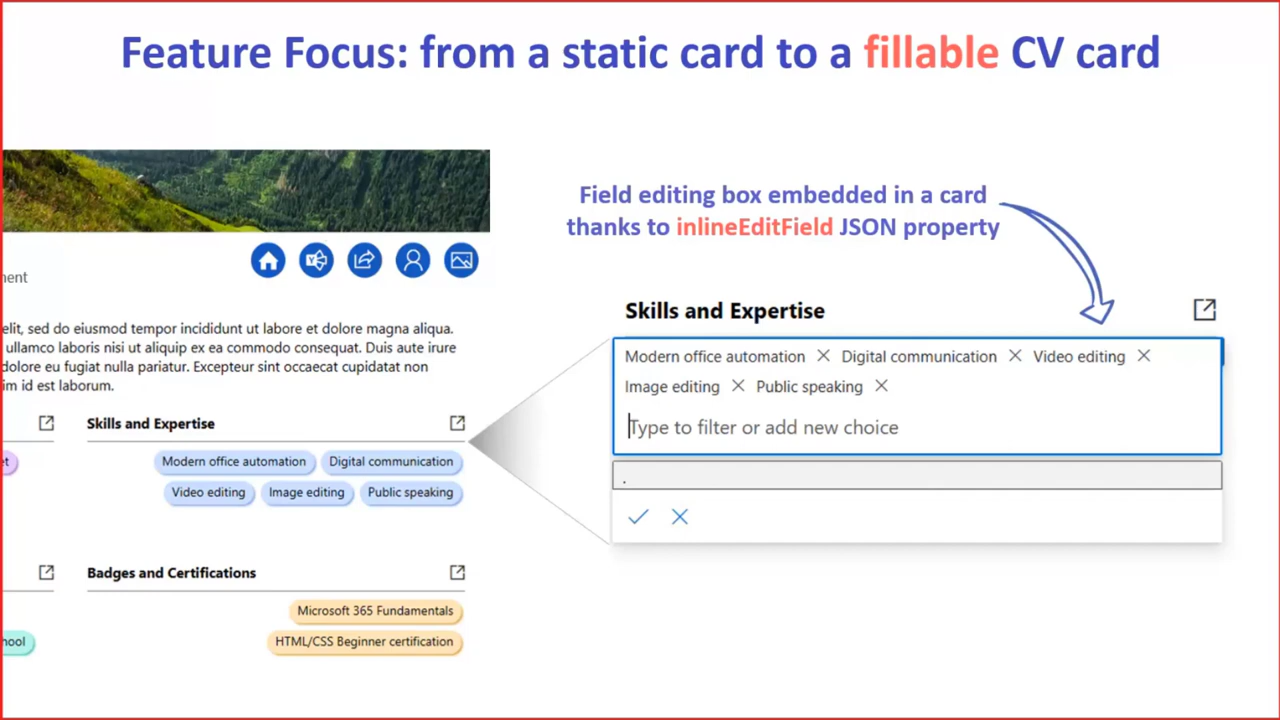 Feature Focus: from a static card to a fillable CV card
Field editing box embedded in a card
thanks to inlineEditField JSON property
nent
elit, sed do eiusmod tempor incididunt ut labore et dolore magna aliqua.
ullamco laboris nisi ut aliquip ex ea commodo consequat. Duis aute irure
dolore eu fugiat nulla pariatur. Excepteur sint occaecat cupidatat non
im id est laborum.
Skills and Expertise
et
Modern office automation Digital communication
Video editing Image editing Public speaking
Badges and Certifications
Microsoft 365 Fundamentals
hool HTML/CSS Beginner certification
Skills and Expertise
Modern office automation Digital communication Video editing
Image editing Public speaking
Type to filter or add new choice
.